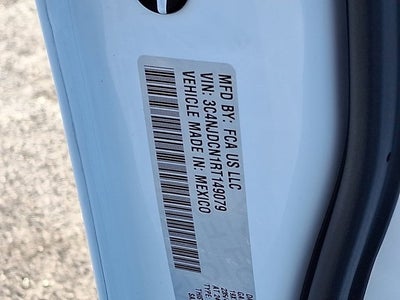 MFD BY: FCA US LLC
VIN: 3C4NJDCN1RT149079
VEHICLE MADE IN: MEXICO